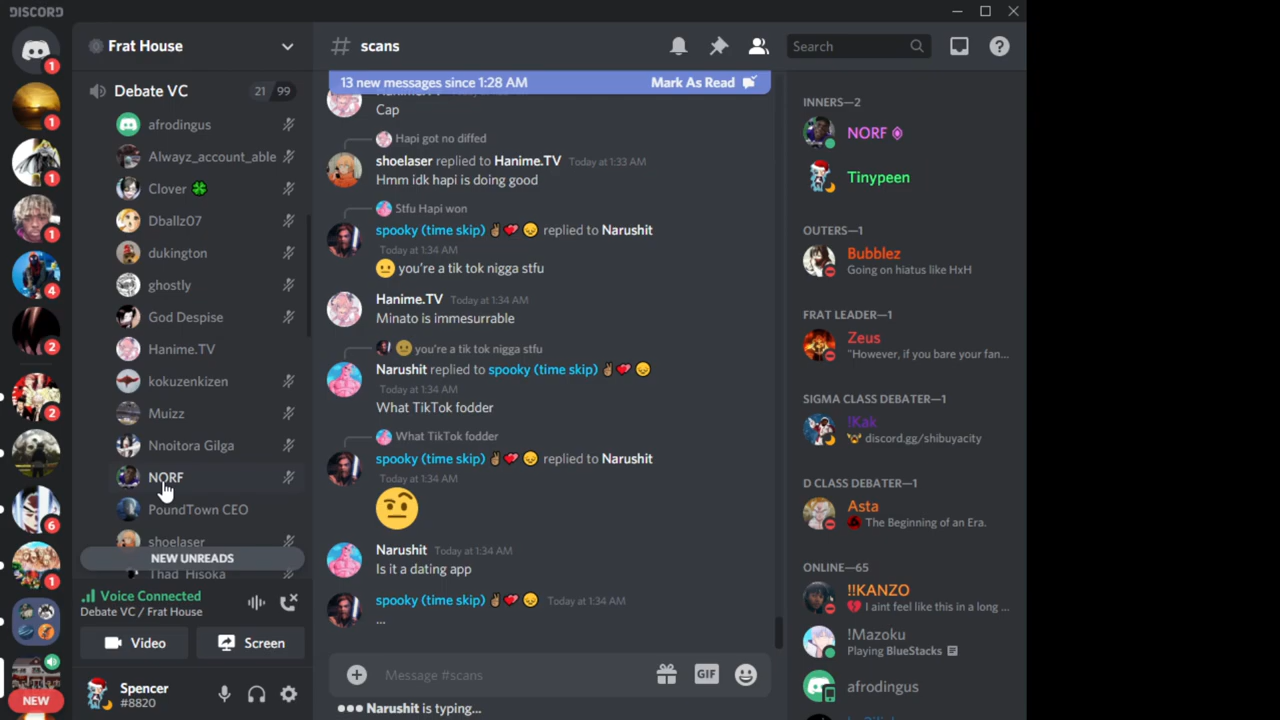 DISCORD
1
1
1
1
4
2
2
6
1
NEW
Frat House
Debate VC 21 99
afrodingus
Alwayz_account_able
Clover 🍀
Dballz07
dukington
ghostly
God Despise
Hanime.TV
kokuzenkizen
Muizz
Nnoitora Gilga
NORF
PoundTown CEO
shoelaser
NEW UNREADS
Thad Hisoka
Voice Connected
Debate VC / Frat House
Video
Screen
Spencer
#8820
# scans
Search
13 new messages since 1:28 AM Mark As Read
Cap
Hapi got no diffed
shoelaser replied to Hanime.TV Today at 1:33 AM
Hmm idk hapi is doing good
Stfu Hapi won
spooky (time skip) ✌🏽💔😞 replied to Narushit
Today at 1:34 AM
😐 you're a tik tok nigga stfu
Hanime.TV Today at 1:34 AM
Minato is immesurrable
😐 you're a tik tok nigga stfu
Narushit replied to spooky (time skip) ✌🏽💔😞
Today at 1:34 AM
What TikTok fodder
What TikTok fodder
spooky (time skip) ✌🏽💔😞 replied to Narushit
Today at 1:34 AM
🤨
Narushit Today at 1:34 AM
Is it a dating app
spooky (time skip) ✌🏽💔😞 Today at 1:34 AM
...
Message #scans
GIF
Narushit is typing...
INNERS—2
NORF
Tinypeen
OUTERS—1
Bubblez
Going on hiatus like HxH
FRAT LEADER—1
Zeus
"However, if you bare your fan...
SIGMA CLASS DEBATER—1
!Kak
discord.gg/shibuyacity
D CLASS DEBATER—1
Asta
The Beginning of an Era.
ONLINE—65
!!KANZO
💔 I aint feel like this in a long ...
!Mazoku
Playing BlueStacks
afrodingus